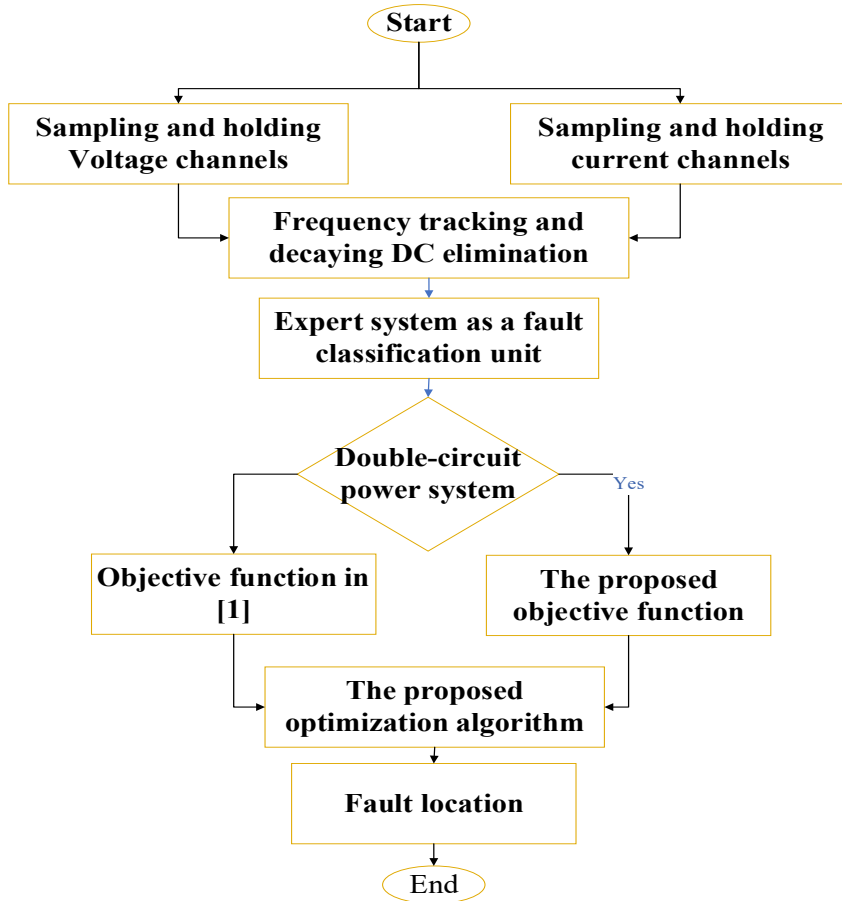 Start
Sampling and holding
Voltage channels
Sampling and holding
current channels
Frequency tracking and
decaying DC elimination
Expert system as a fault
classification unit
Double-circuit
power system
Yes
Objective function in
[1]
The proposed
objective function
The proposed
optimization algorithm
Fault location
End